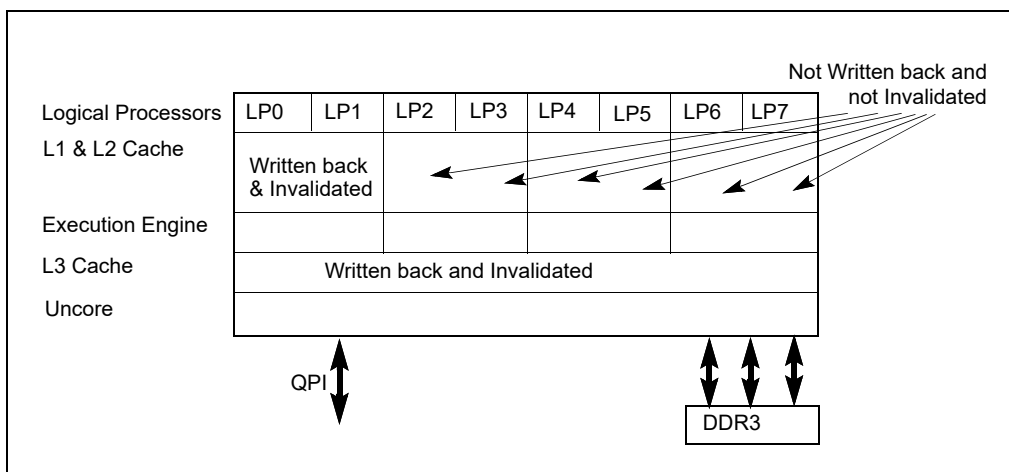 Not Written back and
not Invalidated
Logical Processors LP0 LP1 LP2 LP3 LP4 LP5 LP6 LP7
L1 & L2 Cache
Written back
& Invalidated
Execution Engine
L3 Cache Written back and Invalidated
Uncore
QPI
DDR3